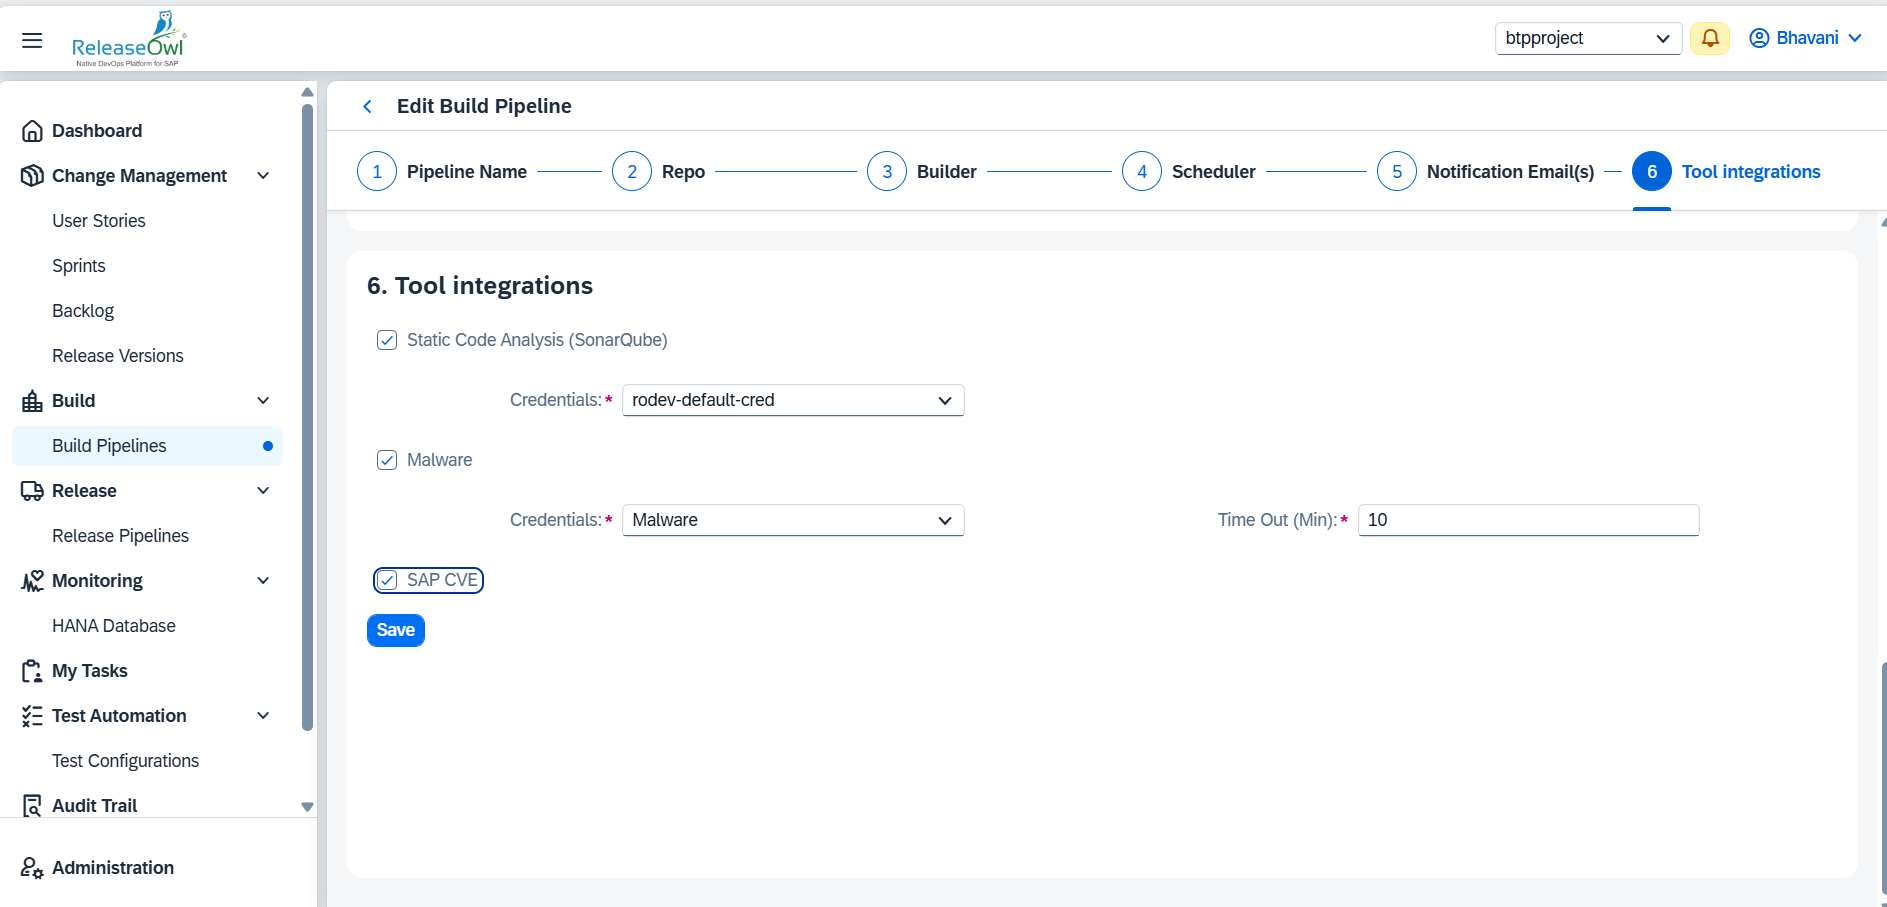 ReleaseOwl
Native DevOps Platform for SAP
btpproject
Bhavani
Dashboard
Change Management
User Stories
Sprints
Backlog
Release Versions
Build
Build Pipelines
Release
Release Pipelines
Monitoring
HANA Database
My Tasks
Test Automation
Test Configurations
Audit Trail
Administration
Edit Build Pipeline
1 Pipeline Name 2 Repo 3 Builder 4 Scheduler 5 Notification Email(s) 6 Tool integrations
6. Tool integrations
Static Code Analysis (SonarQube)
Credentials:* rodev-default-cred
Malware
Credentials:* Malware Time Out (Min):* 10
SAP CVE
Save